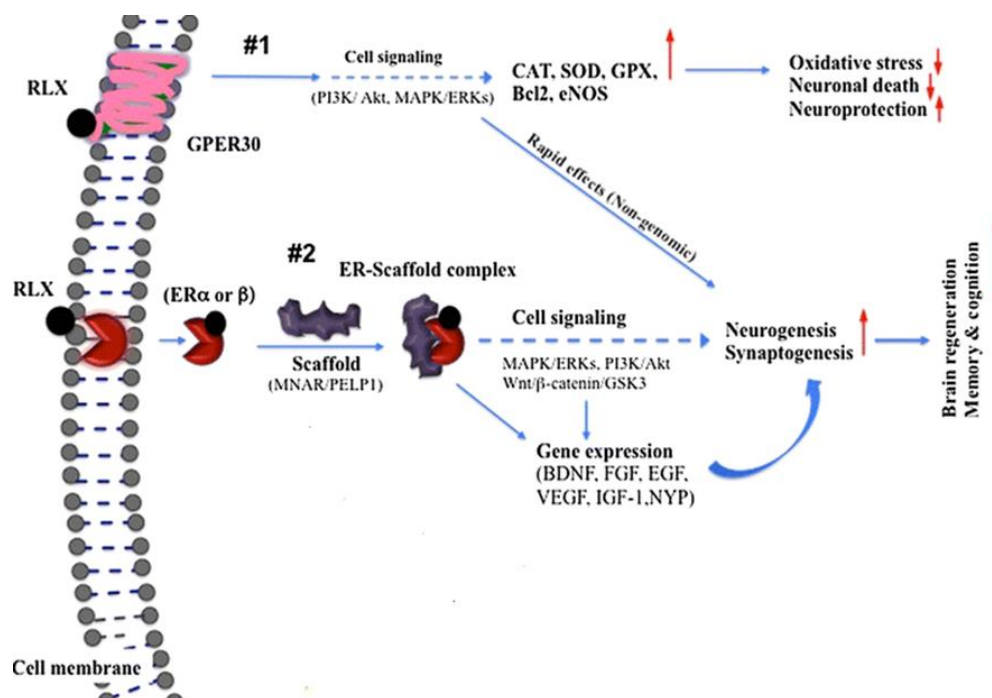 #1
RLX
Cell signaling
(PI3K/ Akt, MAPK/ERKs)
CAT, SOD, GPX,
Bcl2, eNOS
Oxidative stress
Neuronal death
Neuroprotection
GPER30
Rapid effects (Non-genomic)
#2
RLX
(ERα or β)
ER-Scaffold complex
Scaffold
(MNAR/PELP1)
Cell signaling
MAPK/ERKs, PI3K/Akt
Wnt/β-catenin/GSK3
Neurogenesis
Synaptogenesis
Brain regeneration
Memory & cognition
Gene expression
(BDNF, FGF, EGF,
VEGF, IGF-1,NYP)
Cell membrane